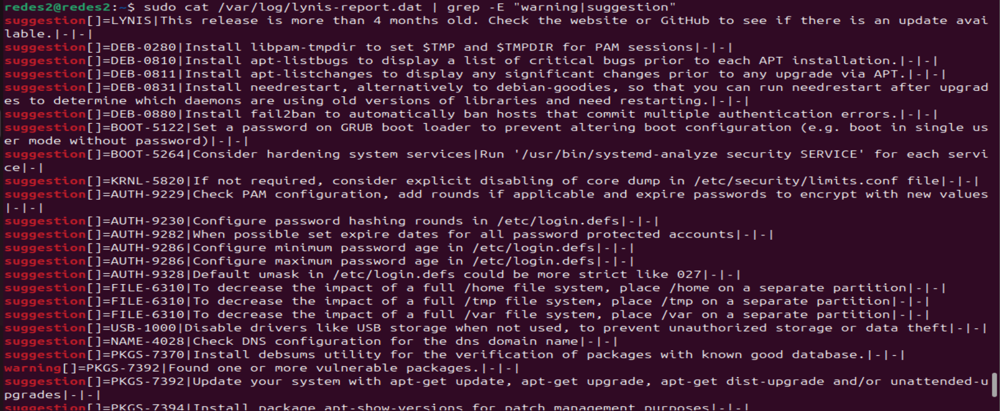 redes2@redes2:~$ sudo cat /var/log/lynis-report.dat | grep -E "warning|suggestion"
suggestion[]=LYNIS|This release is more than 4 months old. Check the website or GitHub to see if there is an update avai
lable.|-|-|
suggestion[]=DEB-0280|Install libpam-tmpdir to set $TMP and $TMPDIR for PAM sessions|-|-|
suggestion[]=DEB-0810|Install apt-listbugs to display a list of critical bugs prior to each APT installation.|-|-|
suggestion[]=DEB-0811|Install apt-listchanges to display any significant changes prior to any upgrade via APT.|-|-|
suggestion[]=DEB-0831|Install needrestart, alternatively to debian-goodies, so that you can run needrestart after upgrad
es to determine which daemons are using old versions of libraries and need restarting.|-|-|
suggestion[]=DEB-0880|Install fail2ban to automatically ban hosts that commit multiple authentication errors.|-|-|
suggestion[]=BOOT-5122|Set a password on GRUB boot loader to prevent altering boot configuration (e.g. boot in single us
er mode without password)|-|-|
suggestion[]=BOOT-5264|Consider hardening system services|Run '/usr/bin/systemd-analyze security SERVICE' for each servi
ce|-|
suggestion[]=KRNL-5820|If not required, consider explicit disabling of core dump in /etc/security/limits.conf file|-|-|
suggestion[]=AUTH-9229|Check PAM configuration, add rounds if applicable and expire passwords to encrypt with new values
|-|-|
suggestion[]=AUTH-9230|Configure password hashing rounds in /etc/login.defs|-|-|
suggestion[]=AUTH-9282|When possible set expire dates for all password protected accounts|-|-|
suggestion[]=AUTH-9286|Configure minimum password age in /etc/login.defs|-|-|
suggestion[]=AUTH-9286|Configure maximum password age in /etc/login.defs|-|-|
suggestion[]=AUTH-9328|Default umask in /etc/login.defs could be more strict like 027|-|-|
suggestion[]=FILE-6310|To decrease the impact of a full /home file system, place /home on a separate partition|-|-|
suggestion[]=FILE-6310|To decrease the impact of a full /tmp file system, place /tmp on a separate partition|-|-|
suggestion[]=FILE-6310|To decrease the impact of a full /var file system, place /var on a separate partition|-|-|
suggestion[]=USB-1000|Disable drivers like USB storage when not used, to prevent unauthorized storage or data theft|-|-|
suggestion[]=NAME-4028|Check DNS configuration for the dns domain name|-|-|
suggestion[]=PKGS-7370|Install debsums utility for the verification of packages with known good database.|-|-|
warning[]=PKGS-7392|Found one or more vulnerable packages.|-|-|
suggestion[]=PKGS-7392|Update your system with apt-get update, apt-get upgrade, apt-get dist-upgrade and/or unattended-u
pgrades|-|-|
suggestion[]=PKGS-7394|Install package apt-show-versions for patch management purposes|-|-|